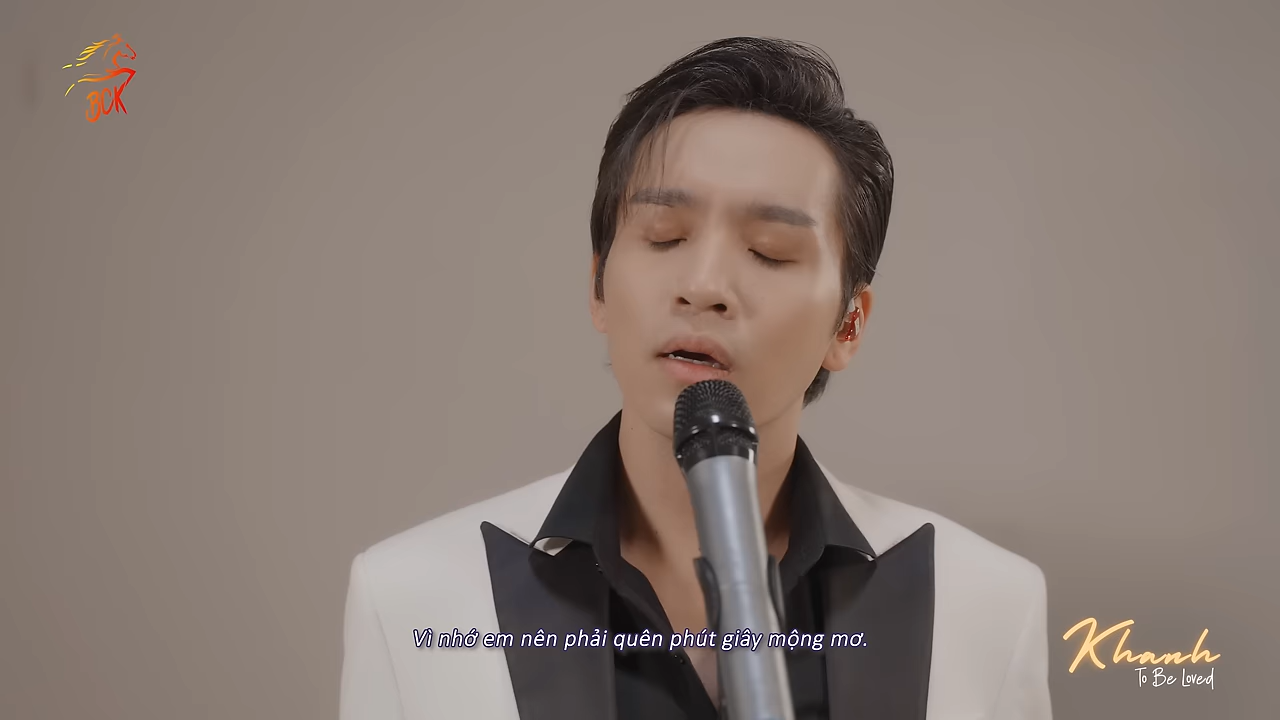 BCK
Vì nhớ em nên phải quên phút giây mộng mơ.
Khanh
To Be Loved